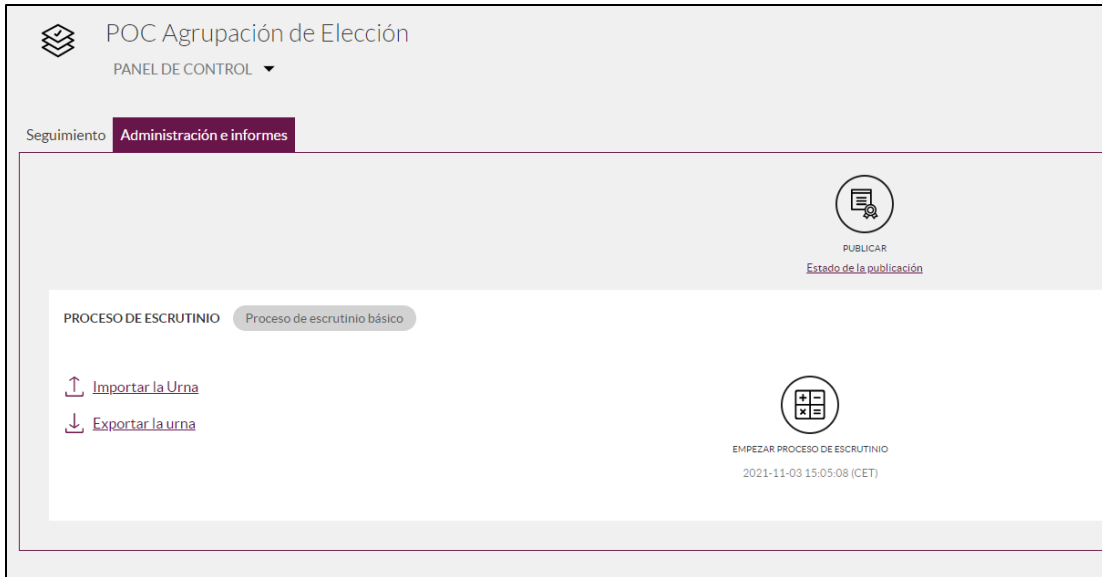 POC Agrupación de Elección
PANEL DE CONTROL
Seguimiento Administración e informes
PUBLICAR
Estado de la publicación
PROCESO DE ESCRUTINIO Proceso de escrutinio básico
Importar la Urna
Exportar la urna
EMPEZAR PROCESO DE ESCRUTINIO
2021-11-03 15:05:08 (CET)